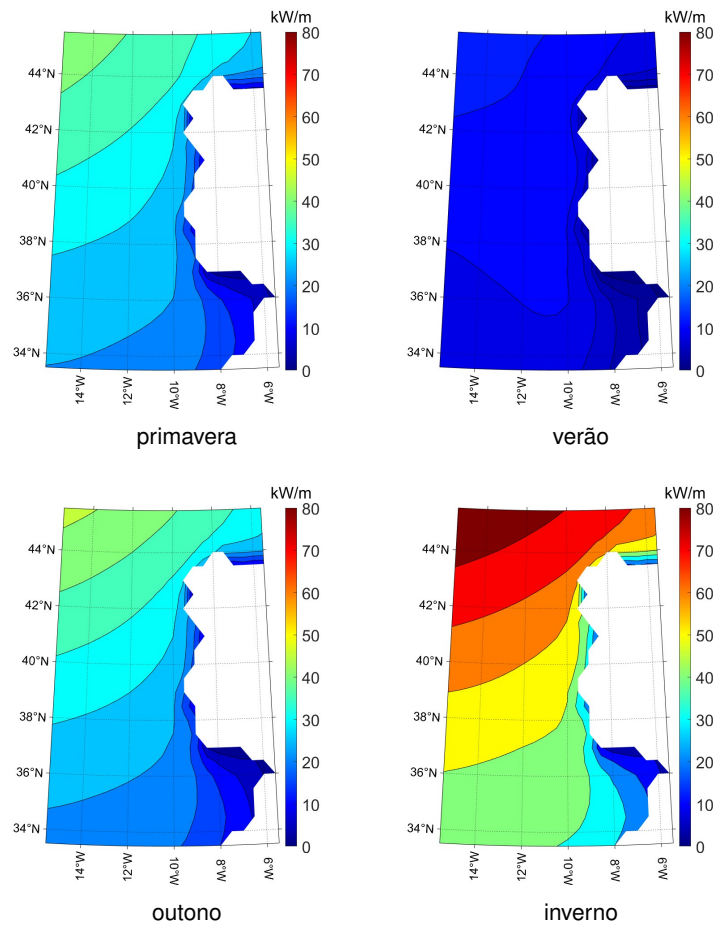 kW/m
80
70
60
50
40
30
20
10
0
44°N
42°N
40°N
38°N
36°N
34°N
14°W
12°W
10°W
8°W
6°W
primavera
kW/m
80
70
60
50
40
30
20
10
0
44°N
42°N
40°N
38°N
36°N
34°N
14°W
12°W
10°W
8°W
6°W
verão
kW/m
80
70
60
50
40
30
20
10
0
44°N
42°N
40°N
38°N
36°N
34°N
14°W
12°W
10°W
8°W
6°W
outono
kW/m
80
70
60
50
40
30
20
10
0
44°N
42°N
40°N
38°N
36°N
34°N
14°W
12°W
10°W
8°W
6°W
inverno